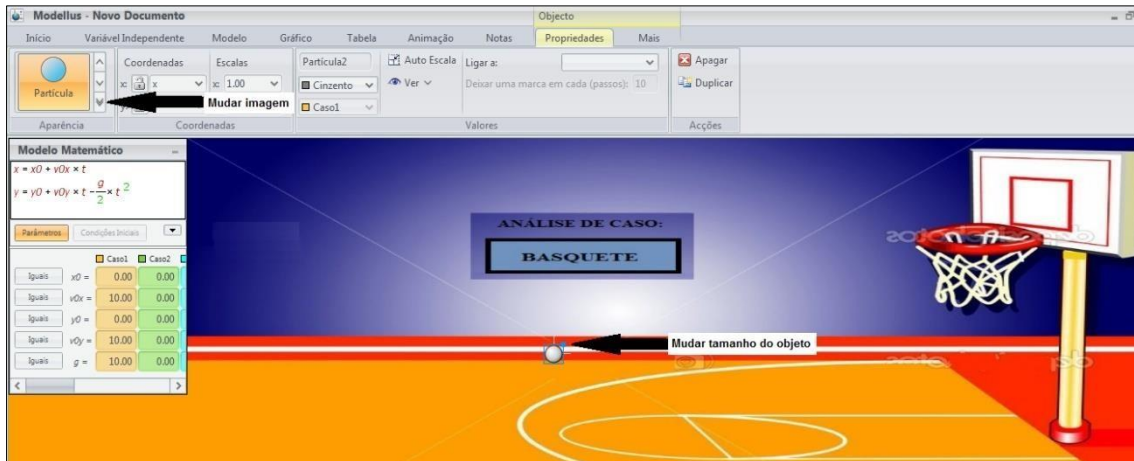 Modellus - Novo Documento
Objecto
Início Variável Independente Modelo Gráfico Tabela Animação Notas Propriedades Mais
Partícula
Aparência
Coordenadas Escalas
x: x x: 1.00
Mudar imagem
Coordenadas
Partícula2 Auto Escala Ligar a:
Cinzento Ver Deixar uma marca em cada (passos): 10
Caso1
Valores
Apagar
Duplicar
Acções
Modelo Matemático
x = x0 + v0x × t
y = y0 + v0y × t - g/2 × t 2
Parâmetros Condições Iniciais
Caso1 Caso2
Iguais x0 = 0.00 0.00
Iguais v0x = 10.00 0.00
Iguais y0 = 0.00 0.00
Iguais v0y = 10.00 0.00
Iguais g = 10.00 0.00
ANÁLISE DE CASO:
BASQUETE
Mudar tamanho do objeto